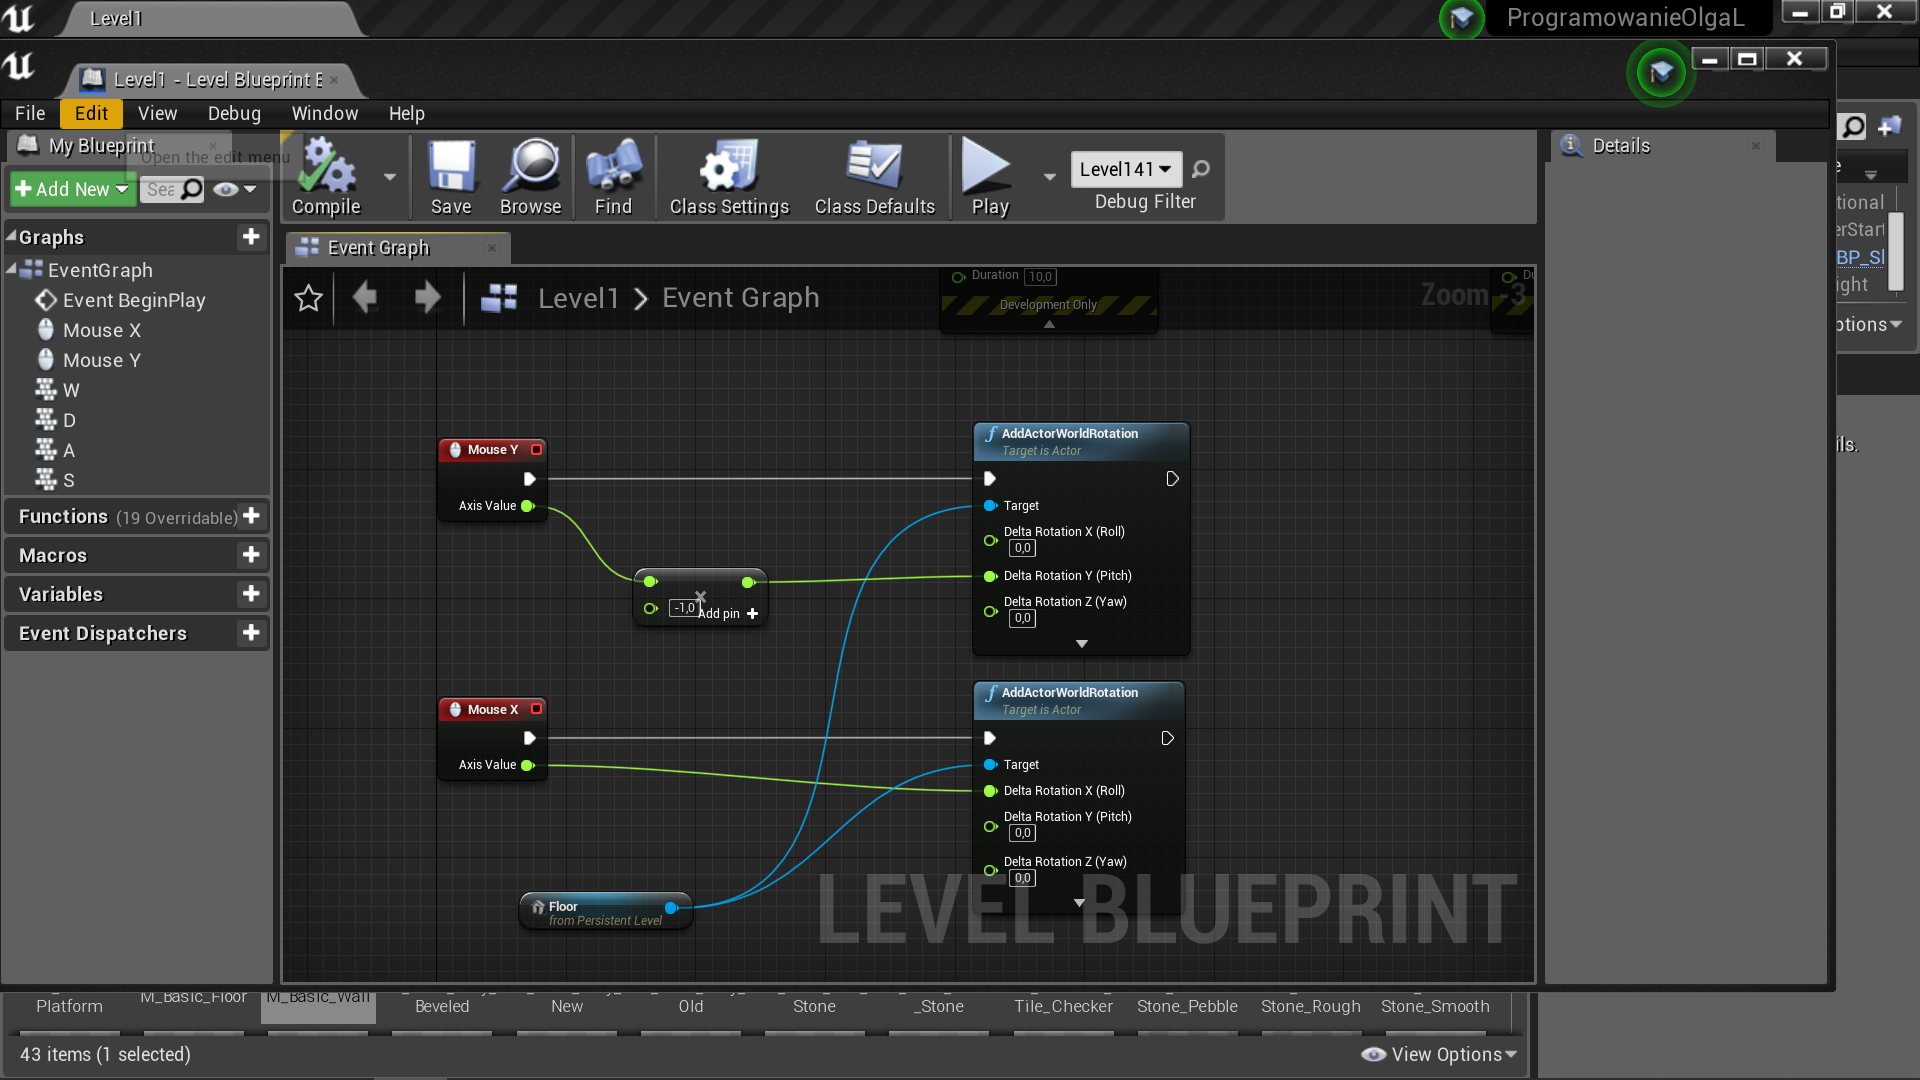 Level1
ProgramowanieOlgaL
Level1 - Level Blueprint E
File Edit View Debug Window Help
My Blueprint
Open the edit menu
Add New
Sea
Compile
Save
Browse
Find
Class Settings
Class Defaults
Play
Level141
Debug Filter
Details
Graphs
EventGraph
Event BeginPlay
Mouse X
Mouse Y
W
D
A
S
Functions (19 Overridable)
Macros
Variables
Event Dispatchers
Event Graph
Level1 > Event Graph
Zoom -3
Duration 10,0
Development Only
Du
Mouse Y
Axis Value
-1,0
Add pin
AddActorWorldRotation
Target is Actor
Target
Delta Rotation X (Roll)
0,0
Delta Rotation Y (Pitch)
Delta Rotation Z (Yaw)
0,0
Mouse X
Axis Value
AddActorWorldRotation
Target is Actor
Target
Delta Rotation X (Roll)
Delta Rotation Y (Pitch)
0,0
Delta Rotation Z (Yaw)
0,0
Floor
from Persistent Level
LEVEL BLUEPRINT
e
tional
erStart
BP_Sl
ight
ptions
ils.
Platform
M_Basic_Floor
M_Basic_Wall
Beveled
New
Old
Stone
_Stone
Tile_Checker
Stone_Pebble
Stone_Rough
Stone_Smooth
43 items (1 selected)
View Options